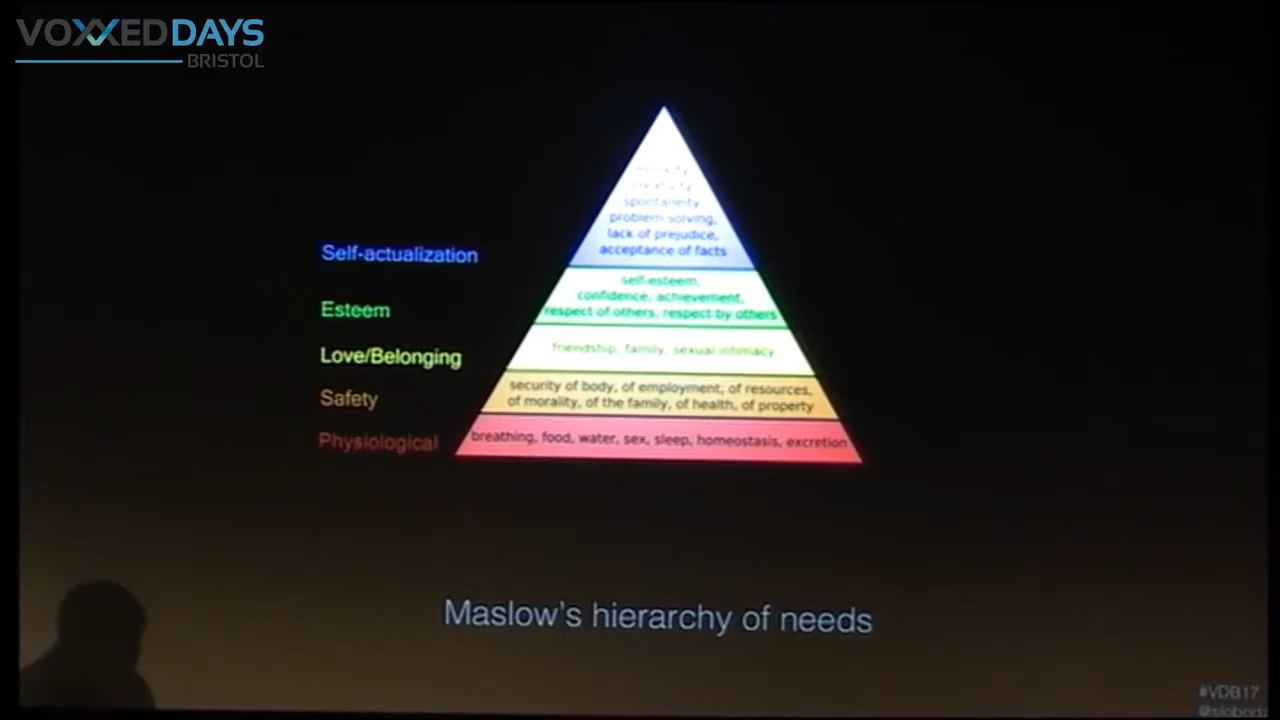 VOXXEDDAYS
BRISTOL
morality,
creativity,
spontaneity,
problem solving,
lack of prejudice,
acceptance of facts
Self-actualization
self-esteem,
confidence, achievement,
respect of others, respect by others
Esteem
friendship, family, sexual intimacy
Love/Belonging
security of body, of employment, of resources,
of morality, of the family, of health, of property
Safety
breathing, food, water, sex, sleep, homeostasis, excretion
Physiological
Maslow's hierarchy of needs
#VDB17